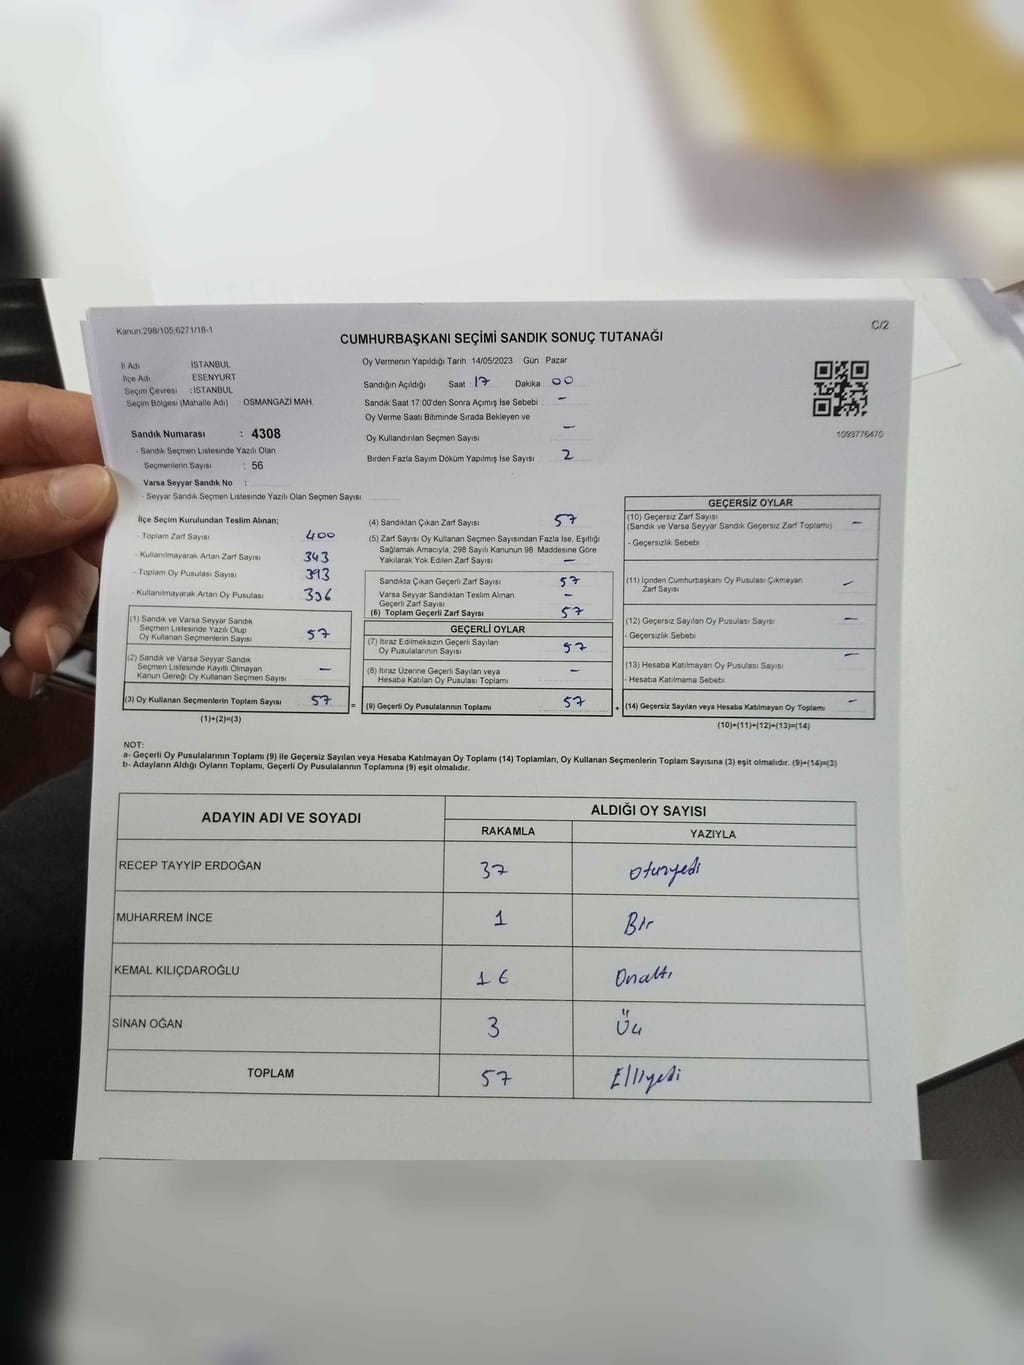 Kanun:298/105,6271/18-1
C/2
CUMHURBAŞKANI SEÇİMİ SANDIK SONUÇ TUTANAĞI
İl Adı İSTANBUL
İlçe Adı ESENYURT
Seçim Çevresi : İSTANBUL
Seçim Bölgesi (Mahalle Adı) OSMANGAZİ MAH.
Sandık Numarası : 4308
- Sandık Seçmen Listesinde Yazılı Olan
Seçmenlerin Sayısı : 56
Varsa Seyyar Sandık No :
- Seyyar Sandık Seçmen Listesinde Yazılı Olan Seçmen Sayısı
Oy Vermenin Yapıldığı Tarih 14/05/2023 Gün Pazar
Sandığın Açıldığı Saat 17 Dakika 00
Sandık Saat 17:00'den Sonra Açımış İse Sebebi : -
Oy Verme Saati Bitiminde Sırada Bekleyen ve
Oy Kullandırılan Seçmen Sayısı -
Birden Fazla Sayım Döküm Yapılmış İse Sayısı 2
1093776470
İlçe Seçim Kurulundan Teslim Alınan;
- Toplam Zarf Sayısı 400
- Kullanılmayarak Artan Zarf Sayısı 343
- Toplam Oy Pusulası Sayısı 393
- Kullanılmayarak Artan Oy Pusulası 336
(1) Sandık ve Varsa Seyyar Sandık
Seçmen Listesinde Yazılı Olup
Oy Kullanan Seçmenlerin Sayısı 57
(2) Sandık ve Varsa Seyyar Sandık
Seçmen Listesinde Kayıtlı Olmayan
Kanun Gereği Oy Kullanan Seçmen Sayısı -
(3) Oy Kullanan Seçmenlerin Toplam Sayısı 57
(1)+(2)=(3)
(4) Sandıktan Çıkan Zarf Sayısı 57
(5) Zarf Sayısı Oy Kullanan Seçmen Sayısından Fazla İse, Eşitliği
Sağlamak Amacıyla, 298 Sayılı Kanunun 98. Maddesine Göre
Yakılarak Yok Edilen Zarf Sayısı -
Sandıkta Çıkan Geçerli Zarf Sayısı 57
Varsa Seyyar Sandıktan Teslim Alınan
Geçerli Zarf Sayısı -
(6) Toplam Geçerli Zarf Sayısı 57
GEÇERLİ OYLAR
(7) İtiraz Edilmeksizin Geçerli Sayılan
Oy Pusulalarının Sayısı 57
(8) İtiraz Üzerine Geçerli Sayılan veya
Hesaba Katılan Oy Pusulası Toplamı -
= (9) Geçerli Oy Pusulalarının Toplamı 57 +
GEÇERSİZ OYLAR
(10) Geçersiz Zarf Sayısı
(Sandık ve Varsa Seyyar Sandık Geçersiz Zarf Toplamı) -
- Geçersizlik Sebebi
(11) İçinden Cumhurbaşkanı Oy Pusulası Çıkmayan
Zarf Sayısı -
(12) Geçersiz Sayılan Oy Pusulası Sayısı -
- Geçersizlik Sebebi
(13) Hesaba Katılmayan Oy Pusulası Sayısı -
- Hesaba Katılmama Sebebi
(14) Geçersiz Sayılan veya Hesaba Katılmayan Oy Toplamı -
(10)+(11)+(12)+(13)=(14)
NOT:
a- Geçerli Oy Pusulalarının Toplamı (9) ile Geçersiz Sayılan veya Hesaba Katılmayan Oy Toplamı (14) Toplamları, Oy Kullanan Seçmenlerin Toplam Sayısına (3) eşit olmalıdır. (9)+(14)=(3)
b- Adayların Aldığı Oyların Toplamı, Geçerli Oy Pusulalarının Toplamına (9) eşit olmalıdır.
ADAYIN ADI VE SOYADI ALDIĞI OY SAYISI
RAKAMLA YAZIYLA
RECEP TAYYİP ERDOĞAN 37 otuzyedi
MUHARREM İNCE 1 Bir
KEMAL KILIÇDAROĞLU 16 Onaltı
SİNAN OĞAN 3 Üç
TOPLAM 57 Elliyedi